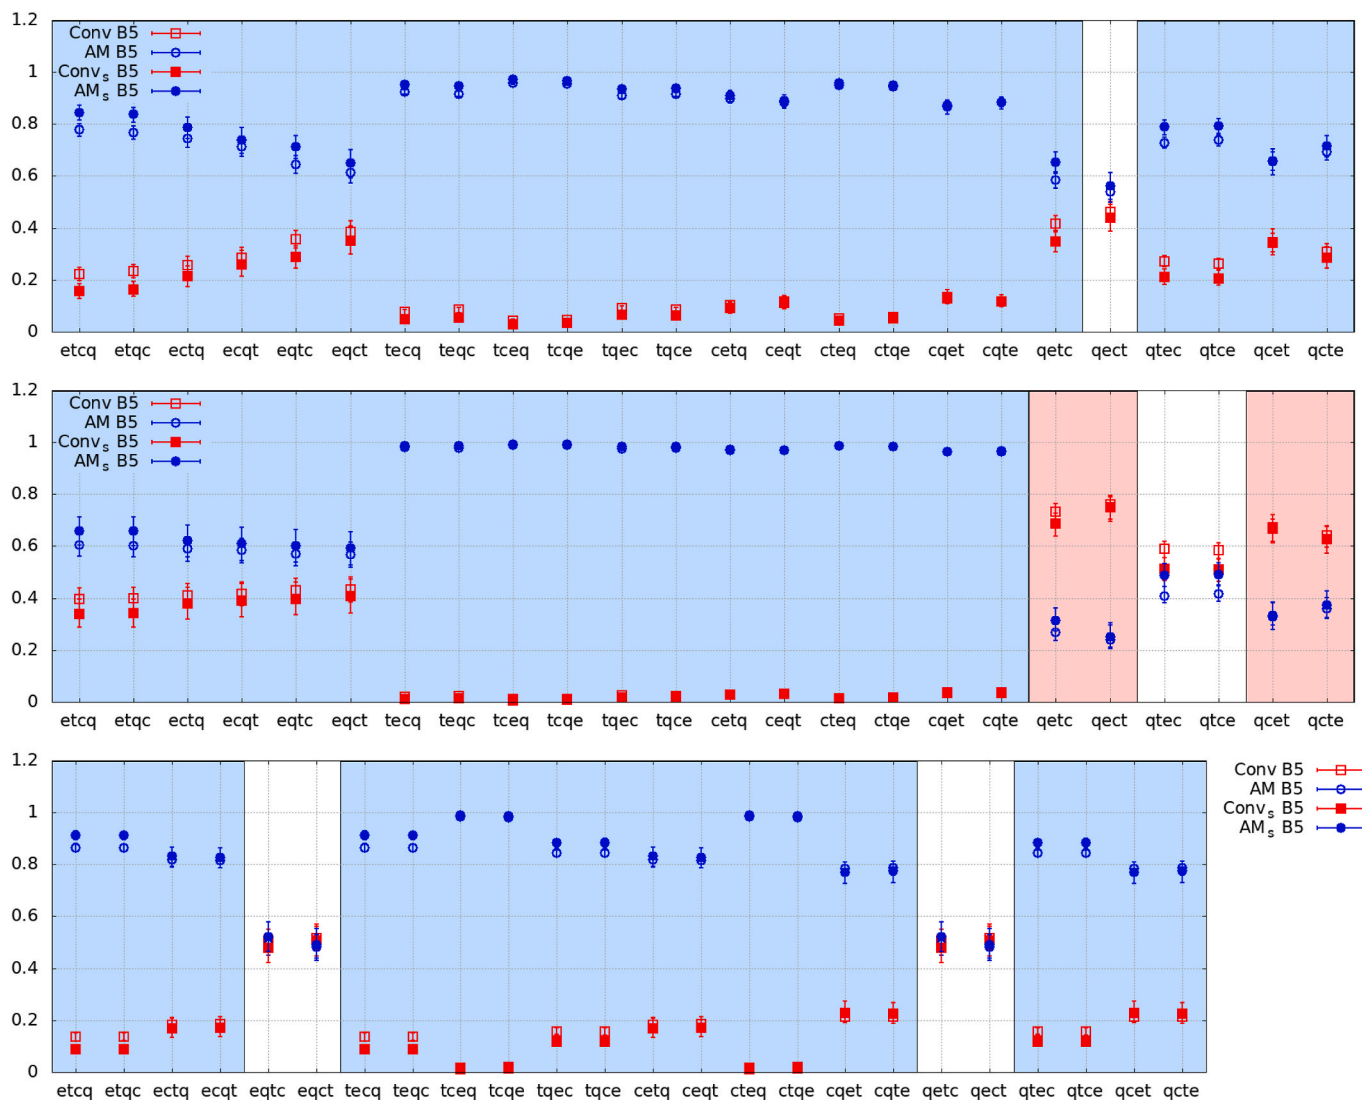 1.2
1
0.8
0.6
0.4
0.2
0
Conv B5
AM B5
Conv_s B5
AM_s B5
etcq etqc ectq ecqt eqtc eqct tecq teqc tceq tcqe tqec tqce cetq ceqt cteq ctqe cqet cqte qetc qect qtec qtce qcet qcte
1.2
1
0.8
0.6
0.4
0.2
0
Conv B5
AM B5
Conv_s B5
AM_s B5
etcq etqc ectq ecqt eqtc eqct tecq teqc tceq tcqe tqec tqce cetq ceqt cteq ctqe cqet cqte qetc qect qtec qtce qcet qcte
1.2
1
0.8
0.6
0.4
0.2
0
Conv B5
AM B5
Conv_s B5
AM_s B5
etcq etqc ectq ecqt eqtc eqct tecq teqc tceq tcqe tqec tqce cetq ceqt cteq ctqe cqet cqte qetc qect qtec qtce qcet qcte